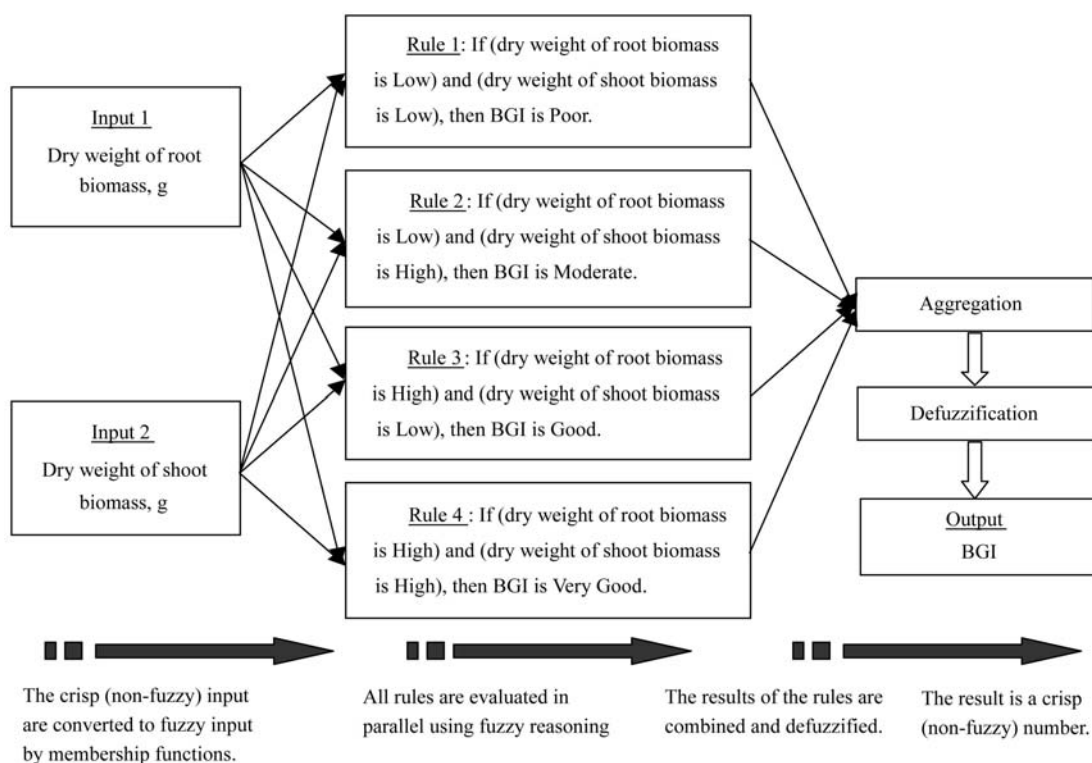 Input 1
Dry weight of root
biomass, g
Input 2
Dry weight of shoot
biomass, g
Rule 1: If (dry weight of root biomass
is Low) and (dry weight of shoot biomass
is Low), then BGI is Poor.
Rule 2: If (dry weight of root biomass
is Low) and (dry weight of shoot biomass
is High), then BGI is Moderate.
Rule 3: If (dry weight of root biomass
is High) and (dry weight of shoot biomass
is Low), then BGI is Good.
Rule 4: If (dry weight of root biomass
is High) and (dry weight of shoot biomass
is High), then BGI is Very Good.
Aggregation
Defuzzification
Output
BGI
The crisp (non-fuzzy) input
are converted to fuzzy input
by membership functions.
All rules are evaluated in
parallel using fuzzy reasoning
The results of the rules are
combined and defuzzified.
The result is a crisp
(non-fuzzy) number.